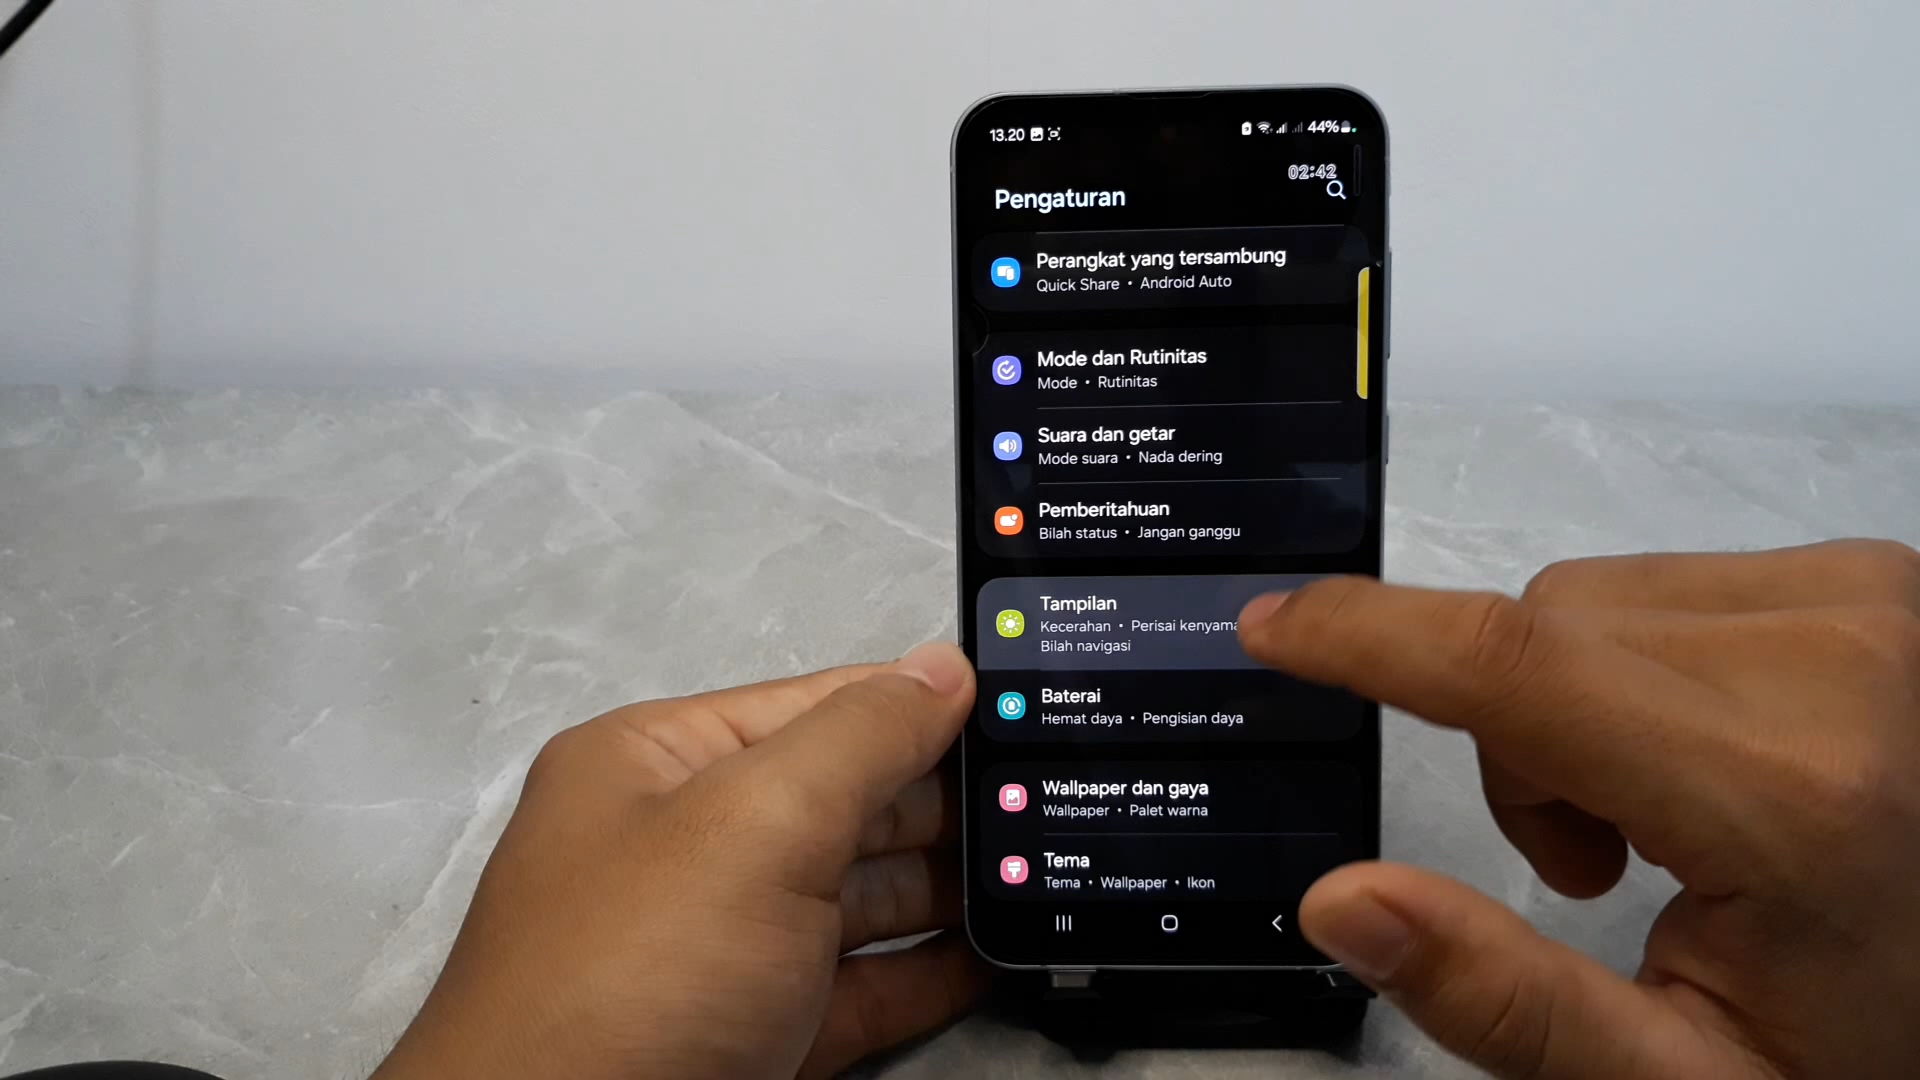 13.20
44%
02:42
Pengaturan
Perangkat yang tersambung
Quick Share • Android Auto
Mode dan Rutinitas
Mode • Rutinitas
Suara dan getar
Mode suara • Nada dering
Pemberitahuan
Bilah status • Jangan ganggu
Tampilan
Kecerahan • Perisai
Bilah navigasi
Baterai
Hemat daya • Pengisian daya
Wallpaper dan gaya
Wallpaper • Palet warna
Tema
Tema • Wallpaper • Ikon